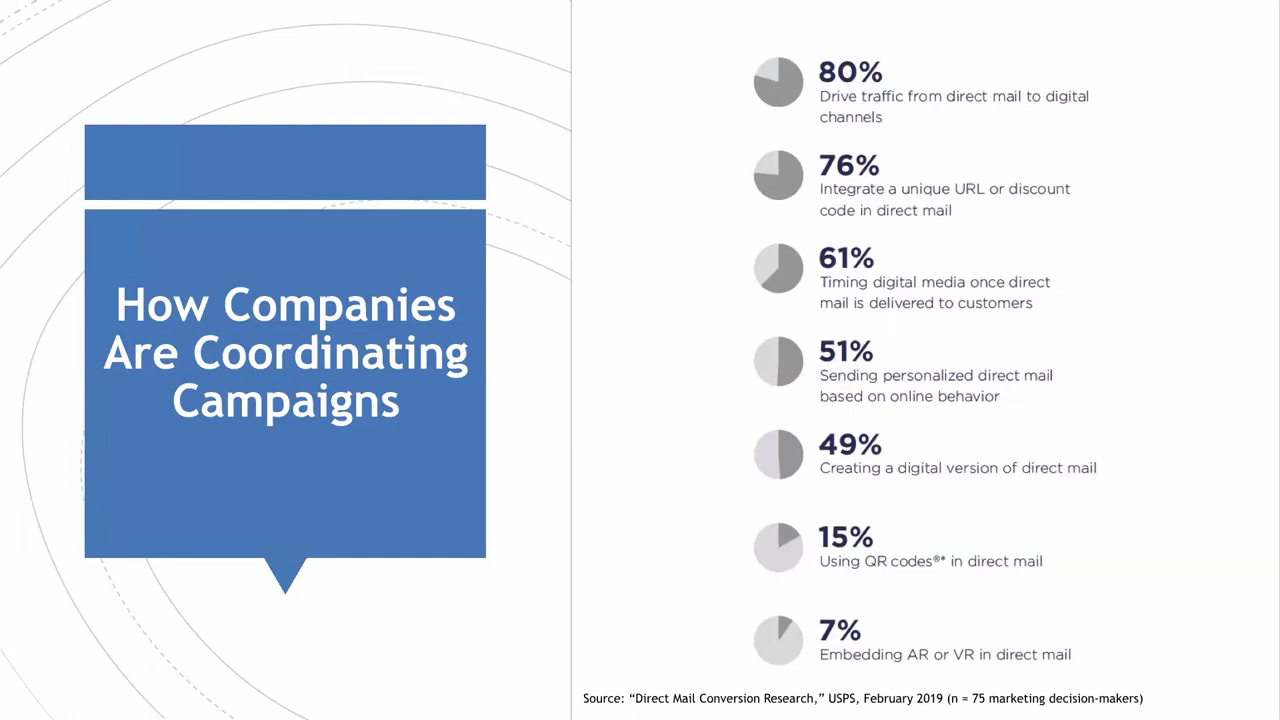 How Companies
Are Coordinating
Campaigns
80%
Drive traffic from direct mail to digital
channels
76%
Integrate a unique URL or discount
code in direct mail
61%
Timing digital media once direct
mail is delivered to customers
51%
Sending personalized direct mail
based on online behavior
49%
Creating a digital version of direct mail
15%
Using QR codes®* in direct mail
7%
Embedding AR or VR in direct mail
Source: “Direct Mail Conversion Research,” USPS, February 2019 (n = 75 marketing decision-makers)